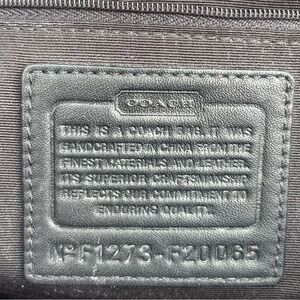 COACH
THIS IS A COACH BAG. IT WAS
HANDCRAFTED IN CHINA FROM THE
FINEST MATERIALS AND LEATHER.
ITS SUPERIOR CRAFTSMANSHIP
REFLECTS OUR COMMITMENT TO
ENDURING QUALITY.
Nº F1273-F20065